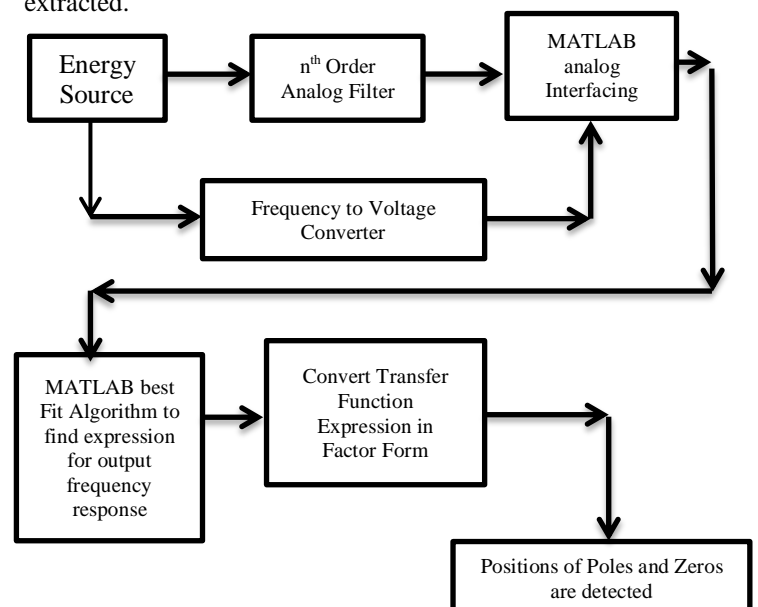 extracted.
Energy
Source
nth Order
Analog Filter
MATLAB
analog
Interfacing
Frequency to Voltage
Converter
MATLAB best
Fit Algorithm to
find expression
for output
frequency
response
Convert Transfer
Function
Expression in
Factor Form
Positions of Poles and Zeros
are detected